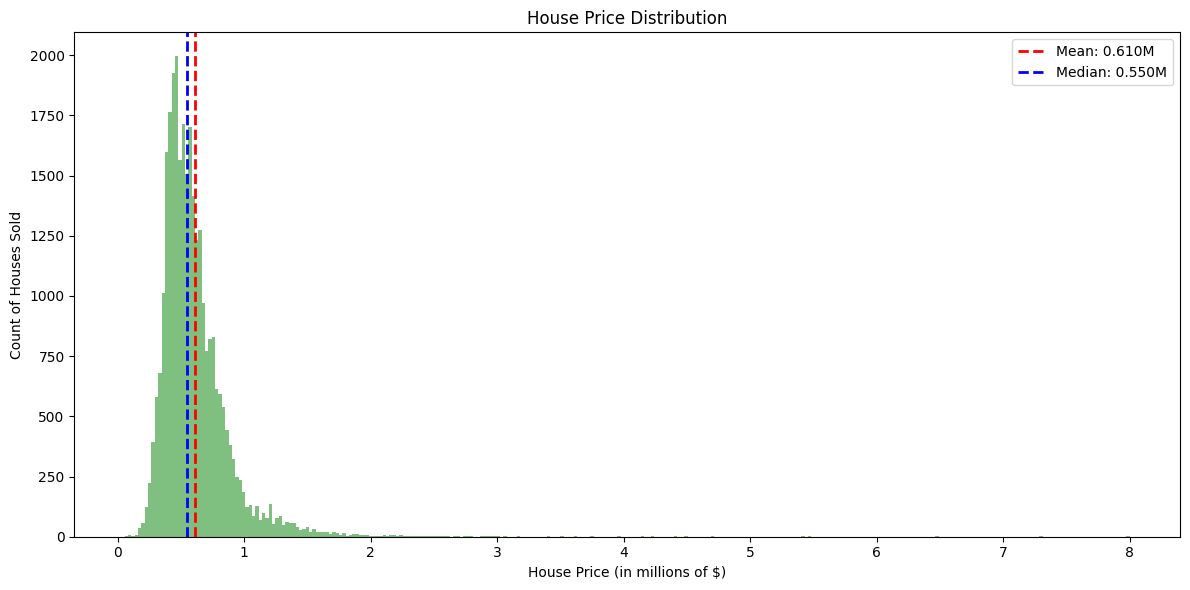 House Price Distribution
Mean: 0.610M
Median: 0.550M
Count of Houses Sold
2000
1750
1500
1250
1000
750
500
250
0
0 1 2 3 4 5 6 7 8
House Price (in millions of $)